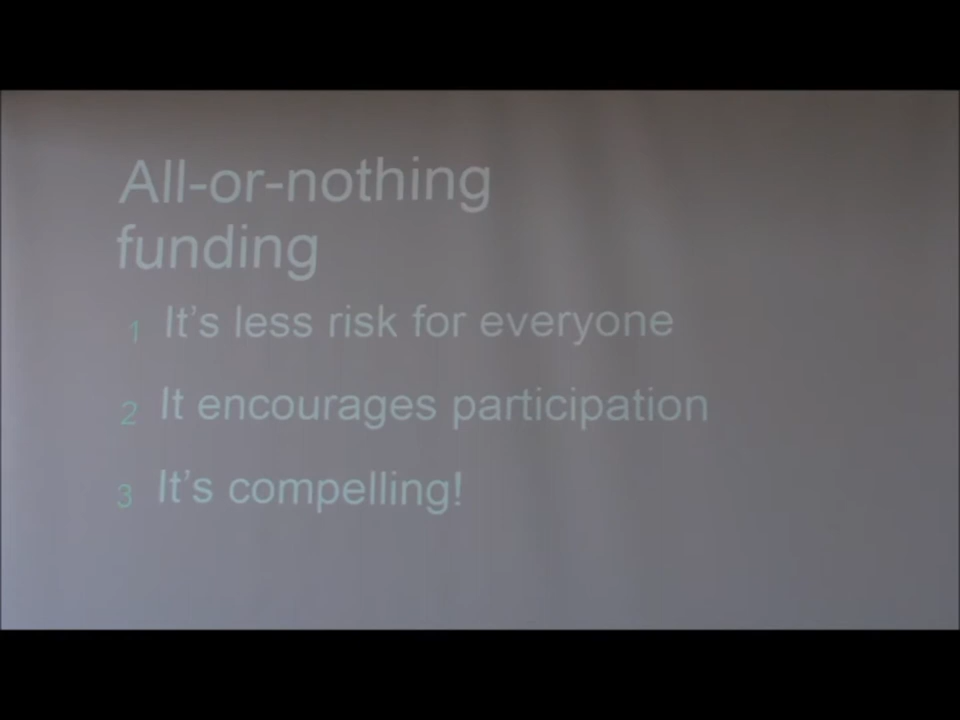 All-or-nothing
funding
1 It's less risk for everyone
2 It encourages participation
3 It's compelling!